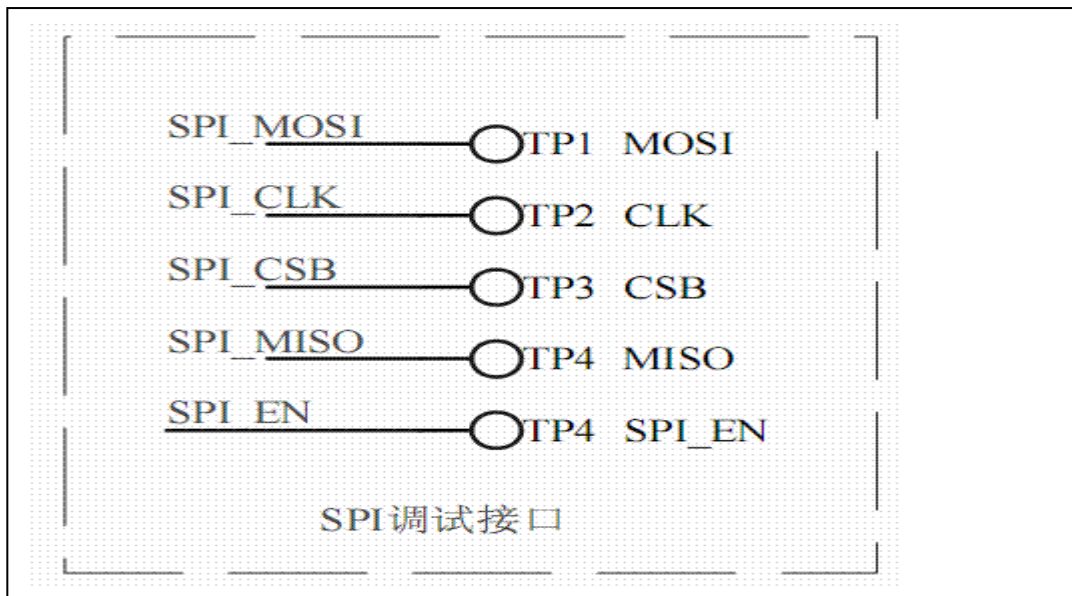 SPI_MOSI TP1 MOSI
SPI_CLK TP2 CLK
SPI_CSB TP3 CSB
SPI_MISO TP4 MISO
SPI_EN TP4 SPI_EN
SPI调试接口